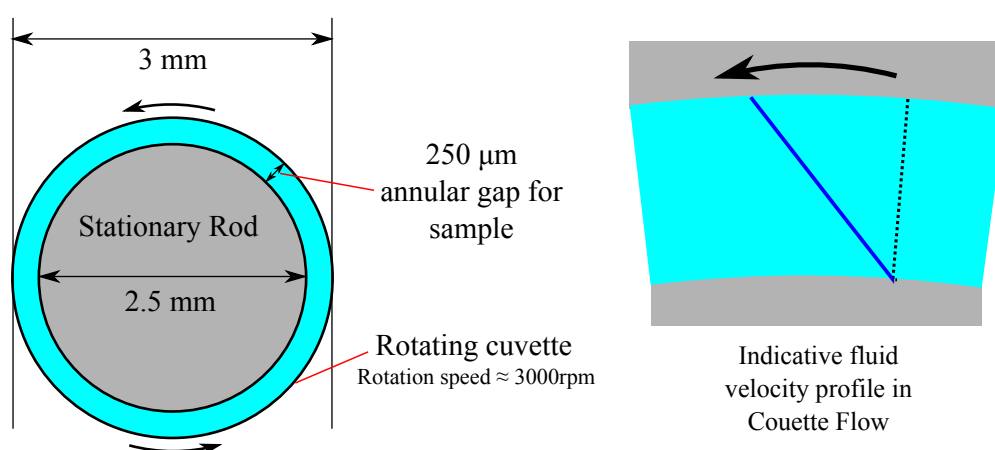 3 mm
250 μm
annular gap for
sample
Stationary Rod
2.5 mm
Rotating cuvette
Rotation speed ≈ 3000rpm
Indicative fluid
velocity profile in
Couette Flow